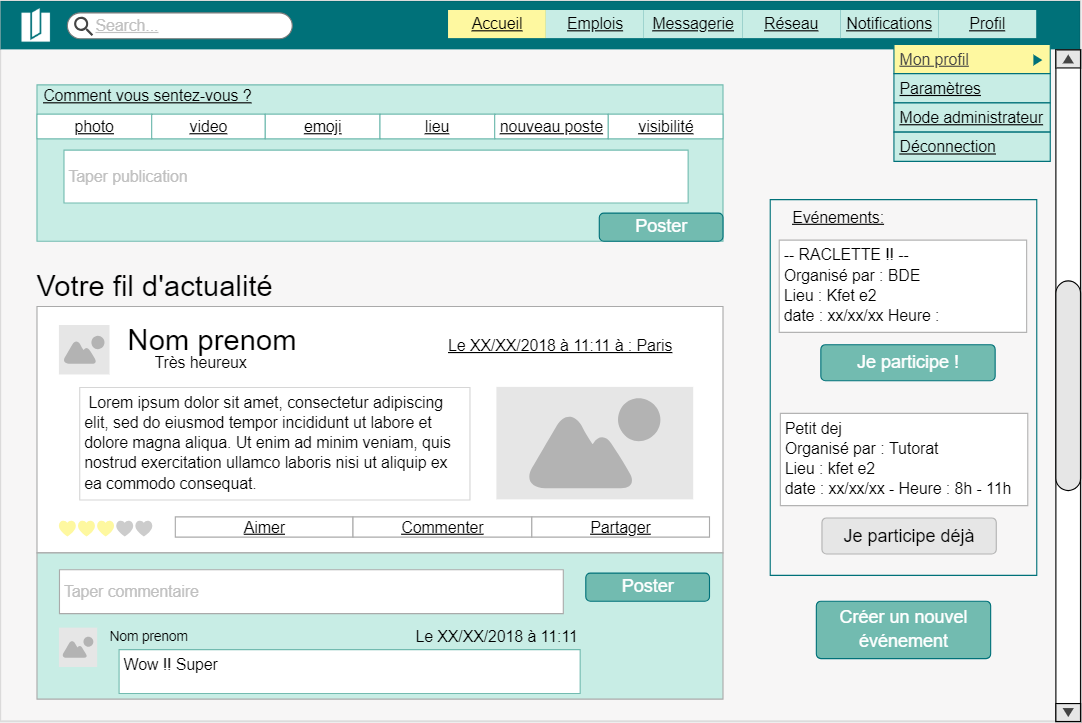 Search...
Accueil Emplois Messagerie Réseau Notifications Profil
Mon profil
Paramètres
Mode administrateur
Déconnection
Comment vous sentez-vous ?
photo video emoji lieu nouveau poste visibilité
Taper publication
Poster
Votre fil d'actualité
Nom prenom
Très heureux
Le XX/XX/2018 à 11:11 à : Paris
Lorem ipsum dolor sit amet, consectetur adipiscing
elit, sed do eiusmod tempor incididunt ut labore et
dolore magna aliqua. Ut enim ad minim veniam, quis
nostrud exercitation ullamco laboris nisi ut aliquip ex
ea commodo consequat.
Aimer Commenter Partager
Taper commentaire
Poster
Nom prenom Le XX/XX/2018 à 11:11
Wow !! Super
Evénements:
-- RACLETTE !! --
Organisé par : BDE
Lieu : Kfet e2
date : xx/xx/xx Heure :
Je participe !
Petit dej
Organisé par : Tutorat
Lieu : kfet e2
date : xx/xx/xx - Heure : 8h - 11h
Je participe déjà
Créer un nouvel
événement